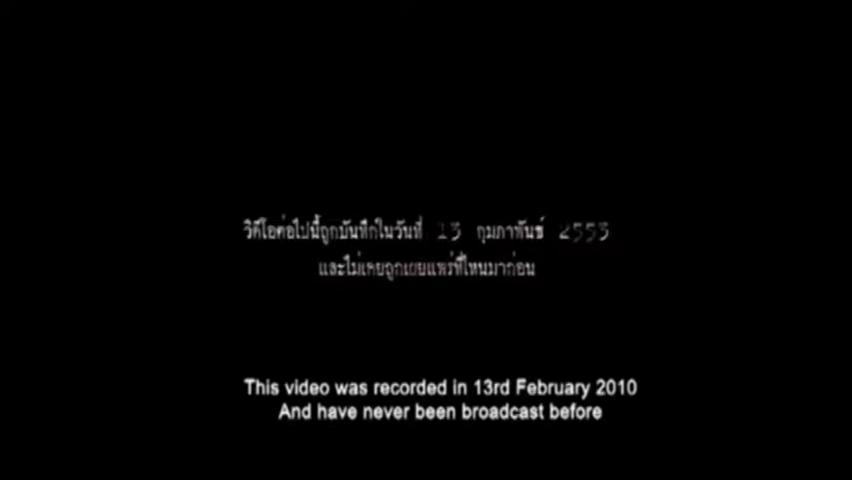 วิดีโอต่อไปนี้ถูกบันทึกในวันที่ 13 กุมภาพันธ์ 2553
และไม่เคยถูกเผยแพร่ที่ไหนมาก่อน
This video was recorded in 13rd February 2010
And have never been broadcast before